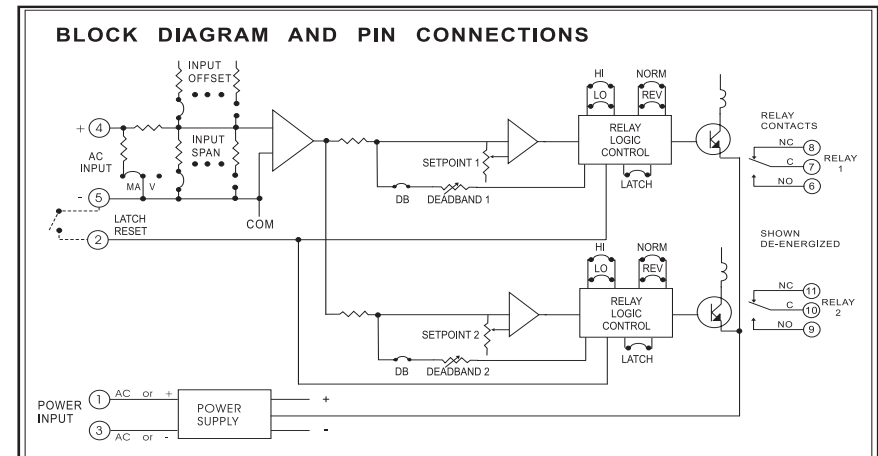 BLOCK DIAGRAM AND PIN CONNECTIONS
INPUT
OFFSET
+ 4
AC
INPUT
INPUT
SPAN
MA V
- 5
LATCH
RESET
2
COM
SETPOINT 1
DB DEADBAND 1
HI
LO
NORM
REV
RELAY
LOGIC
CONTROL
LATCH
RELAY
CONTACTS
NC 8
C 7
NO 6
RELAY
1
SETPOINT 2
DB DEADBAND 2
HI
LO
NORM
REV
RELAY
LOGIC
CONTROL
LATCH
SHOWN
DE-ENERGIZED
NC 11
C 10
NO 9
RELAY
2
POWER
INPUT
1 AC or +
3 AC or -
POWER
SUPPLY
+
-